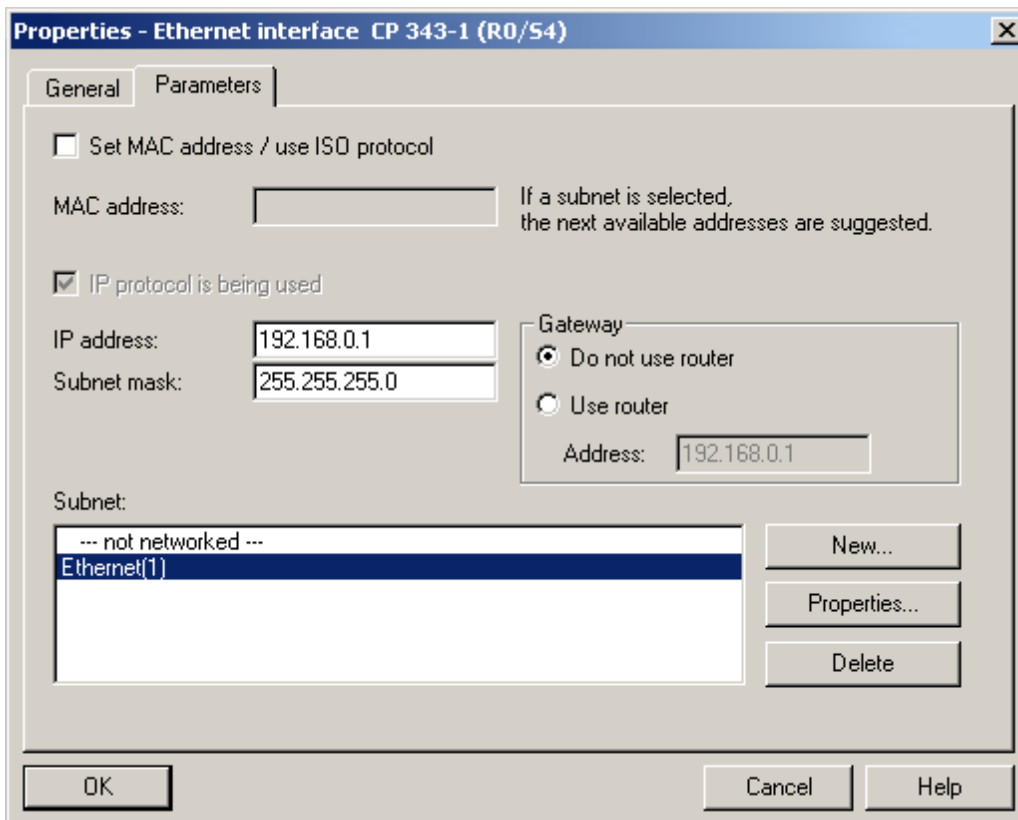 Properties - Ethernet interface CP 343-1 (R0/S4)
General
Parameters
Set MAC address / use ISO protocol
MAC address:
If a subnet is selected,
the next available addresses are suggested.
IP protocol is being used
IP address:
192.168.0.1
Subnet mask:
255.255.255.0
Gateway
Do not use router
Use router
Address:
192.168.0.1
Subnet:
--- not networked ---
Ethernet(1)
New...
Properties...
Delete
OK
Cancel
Help